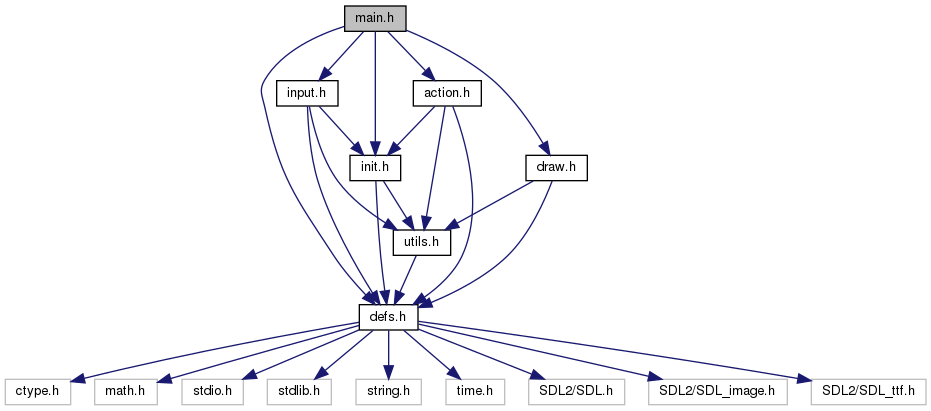 main.h
input.h
action.h
init.h
draw.h
utils.h
defs.h
ctype.h
math.h
stdio.h
stdlib.h
string.h
time.h
SDL2/SDL.h
SDL2/SDL_image.h
SDL2/SDL_ttf.h